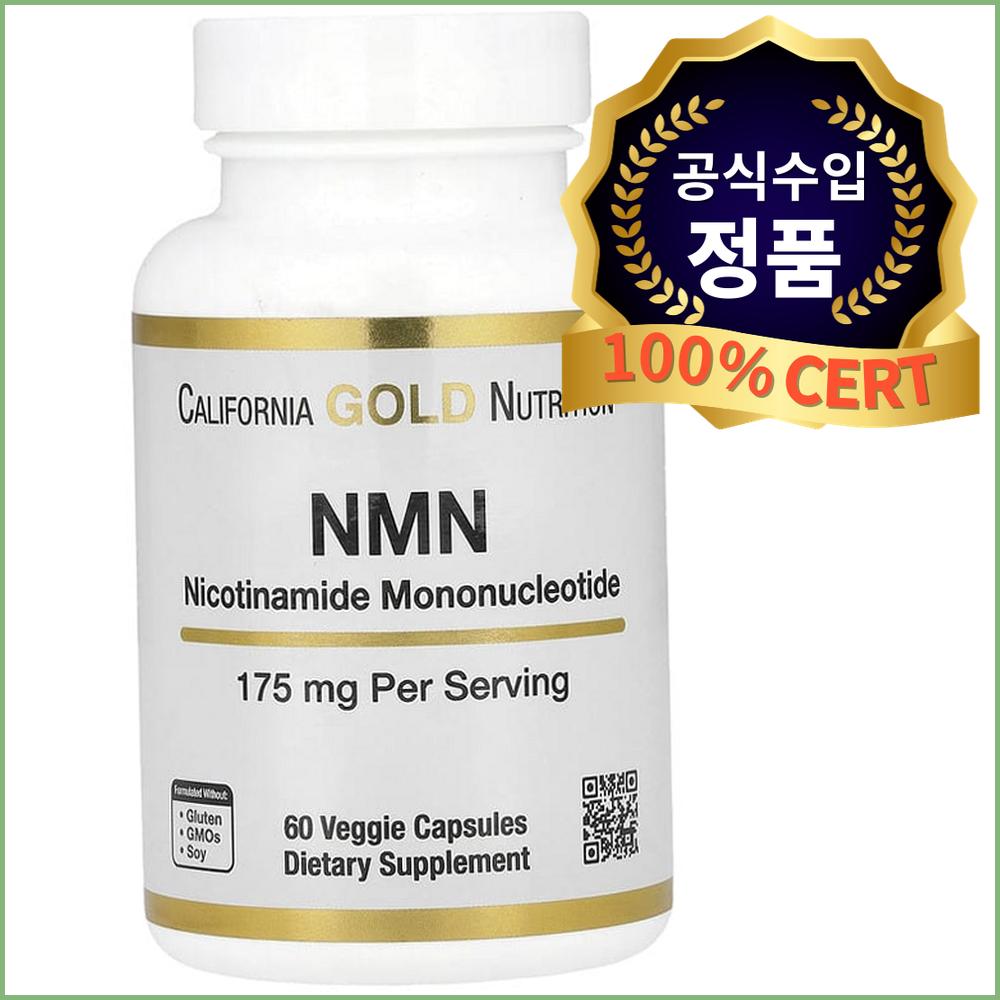 공식수입
정품
100% CERT
CALIFORNIA GOLD NUTRITION
NMN
Nicotinamide Mononucleotide
175 mg Per Serving
Formulated Without:
• Gluten
• GMOs
• Soy
60 Veggie Capsules
Dietary Supplement